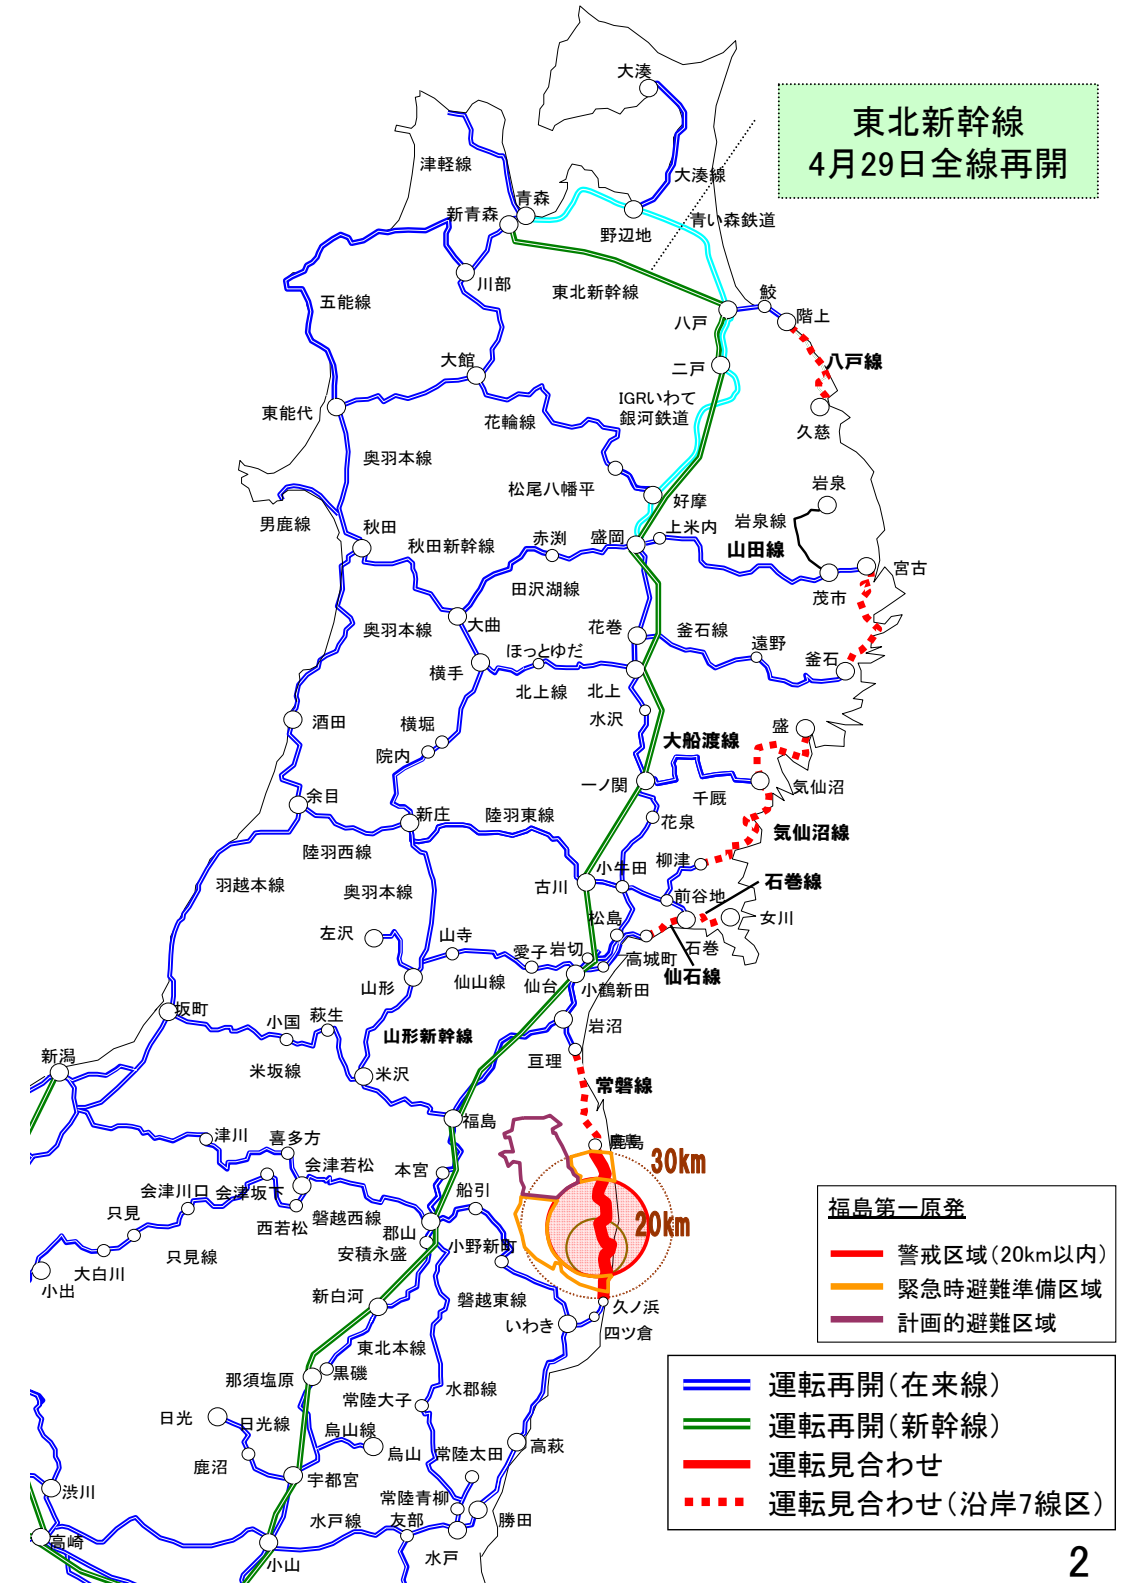 東北新幹線
4月29日全線再開
大湊
津軽線
大湊線
青森
新青森
野辺地
青い森鉄道
川部
東北新幹線
鮫
五能線
八戸
階上
大館
二戸
八戸線
東能代
花輪線
IGRいわて
銀河鉄道
久慈
奥羽本線
松尾八幡平
好摩
岩泉
男鹿線
秋田
秋田新幹線
赤渕
盛岡
上米内
岩泉線
山田線
宮古
田沢湖線
茂市
奥羽本線
大曲
花巻
釜石線
遠野
釜石
横手
ほっとゆだ
北上線
北上
水沢
酒田
横堀
院内
大船渡線
盛
一ノ関
千厩
気仙沼
余目
新庄
陸羽東線
花泉
気仙沼線
陸羽西線
羽越本線
奥羽本線
古川
小牛田
柳津
前谷地
石巻線
左沢
山寺
松島
女川
愛子
岩切
高城町
石巻
山形
仙山線
仙台
小鶴新田
仙石線
坂町
小国
萩生
山形新幹線
岩沼
新潟
米坂線
米沢
亘理
常磐線
福島
津川
喜多方
鹿島
30km
会津若松
本宮
会津川口
会津坂下
船引
只見
西若松
磐越西線
郡山
20km
安積永盛
小野新町
只見線
大白川
小出
新白河
磐越東線
久ノ浜
いわき
四ツ倉
東北本線
那須塩原
黒磯
常陸大子
水郡線
日光
日光線
烏山線
烏山
常陸太田
高萩
鹿沼
宇都宮
渋川
常陸青柳
水戸線
友部
勝田
高崎
小山
水戸
福島第一原発
警戒区域(20km以内)
緊急時避難準備区域
計画的避難区域
運転再開(在来線)
運転再開(新幹線)
運転見合わせ
運転見合わせ(沿岸7線区)
2